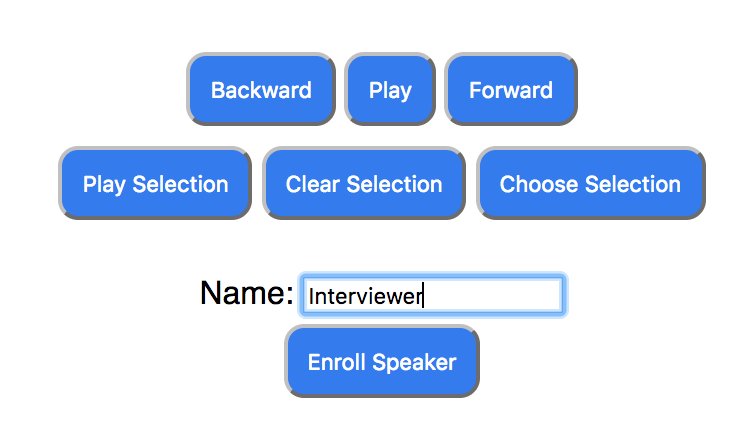 Backward Play Forward
Play Selection Clear Selection Choose Selection
Name: Interviewer
Enroll Speaker